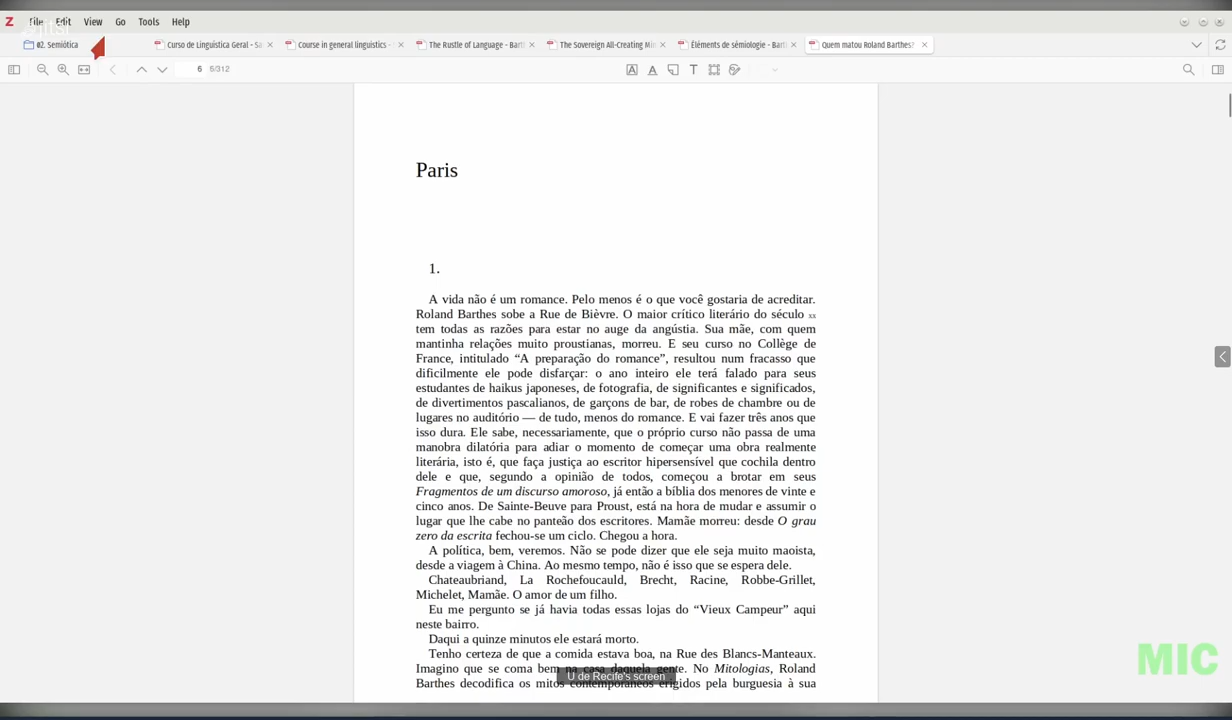 Z File Edit View Go Tools Help
02. Semiótica
Curso de Linguística Geral - Sa
Course in general linguistics -
The Rustle of Language - Bart
The Sovereign All-Creating Mi
Éléments de sémiologie - Bart
Quem matou Roland Barthes?
6 6/312
Paris
1.
A vida não é um romance. Pelo menos é o que você gostaria de acreditar.
Roland Barthes sobe a Rue de Bièvre. O maior crítico literário do século xx
tem todas as razões para estar no auge da angústia. Sua mãe, com quem
mantinha relações muito proustianas, morreu. E seu curso no Collège de
France, intitulado “A preparação do romance”, resultou num fracasso que
dificilmente ele pode disfarçar: o ano inteiro ele terá falado para seus
estudantes de haikus japoneses, de fotografia, de significantes e significados,
de divertimentos pascalianos, de garçons de bar, de robes de chambre ou de
lugares no auditório — de tudo, menos do romance. E vai fazer três anos que
isso dura. Ele sabe, necessariamente, que o próprio curso não passa de uma
manobra dilatória para adiar o momento de começar uma obra realmente
literária, isto é, que faça justiça ao escritor hipersensível que cochila dentro
dele e que, segundo a opinião de todos, começou a brotar em seus
Fragmentos de um discurso amoroso, já então a bíblia dos menores de vinte e
cinco anos. De Sainte-Beuve para Proust, está na hora de mudar e assumir o
lugar que lhe cabe no panteão dos escritores. Mamãe morreu: desde O grau
zero da escrita fechou-se um ciclo. Chegou a hora.
A política, bem, veremos. Não se pode dizer que ele seja muito maoista,
desde a viagem à China. Ao mesmo tempo, não é isso que se espera dele.
Chateaubriand, La Rochefoucauld, Brecht, Racine, Robbe-Grillet,
Michelet, Mamãe. O amor de um filho.
Eu me pergunto se já havia todas essas lojas do “Vieux Campeur” aqui
neste bairro.
Daqui a quinze minutos ele estará morto.
Tenho certeza de que a comida estava boa, na Rue des Blancs-Manteaux.
Imagino que se coma bem na casa daquela gente. No Mitologias, Roland
Barthes decodifica os mitos contemporâneos erigidos pela burguesia à sua
U de Recife's screen
MIC